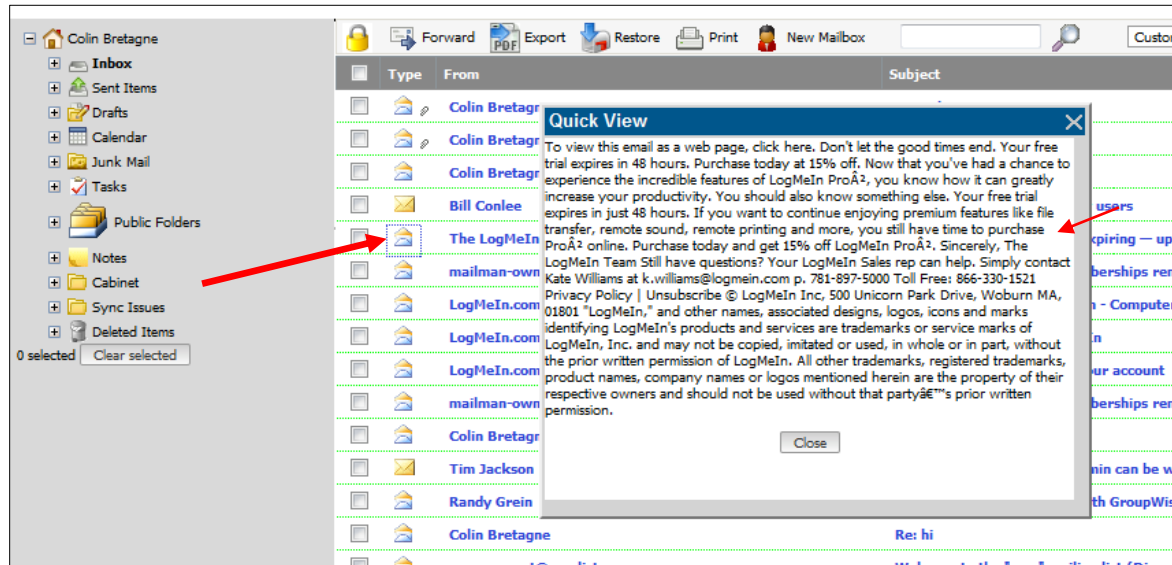 Colin Bretagne
Inbox
Sent Items
Drafts
Calendar
Junk Mail
Tasks
Public Folders
Notes
Cabinet
Sync Issues
Deleted Items
0 selected Clear selected
Forward PDF Export Restore Print New Mailbox Custo
Type From Subject
Colin Bretagn
Colin Bretagn
Colin Bretagn
Bill Conlee users
The LogMeIn xpiring — up
mailman-own berships ren
LogMeIn.com n - Computer
LogMeIn.com In
LogMeIn.com ur account
mailman-own berships ren
Colin Bretagn
Tim Jackson min can be w
Randy Grein th GroupWis
Colin Bretagne Re: hi
Quick View
To view this email as a web page, click here. Don't let the good times end. Your free
trial expires in 48 hours. Purchase today at 15% off. Now that you've had a chance to
experience the incredible features of LogMeIn ProÂ², you know how it can greatly
increase your productivity. You should also know something else. Your free trial
expires in just 48 hours. If you want to continue enjoying premium features like file
transfer, remote sound, remote printing and more, you still have time to purchase
ProÂ² online. Purchase today and get 15% off LogMeIn ProÂ². Sincerely, The
LogMeIn Team Still have questions? Your LogMeIn Sales rep can help. Simply contact
Kate Williams at k.williams@logmein.com p. 781-897-5000 Toll Free: 866-330-1521
Privacy Policy | Unsubscribe © LogMeIn Inc, 500 Unicorn Park Drive, Woburn MA,
01801 "LogMeIn," and other names, associated designs, logos, icons and marks
identifying LogMeIn's products and services are trademarks or service marks of
LogMeIn, Inc. and may not be copied, imitated or used, in whole or in part, without
the prior written permission of LogMeIn. All other trademarks, registered trademarks,
product names, company names or logos mentioned herein are the property of their
respective owners and should not be used without that partyâ€™s prior written
permission.
Close